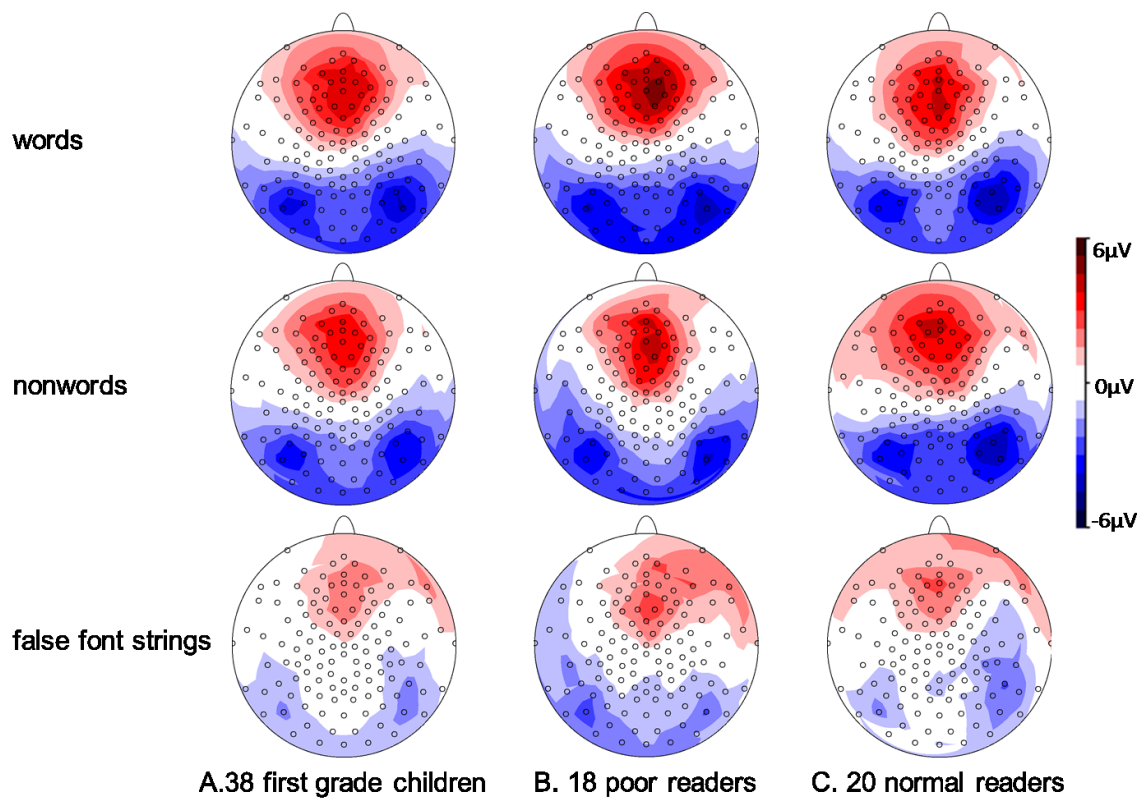 words
6µV
nonwords
0µV
-6µV
false font strings
A.38 first grade children
B. 18 poor readers
C. 20 normal readers